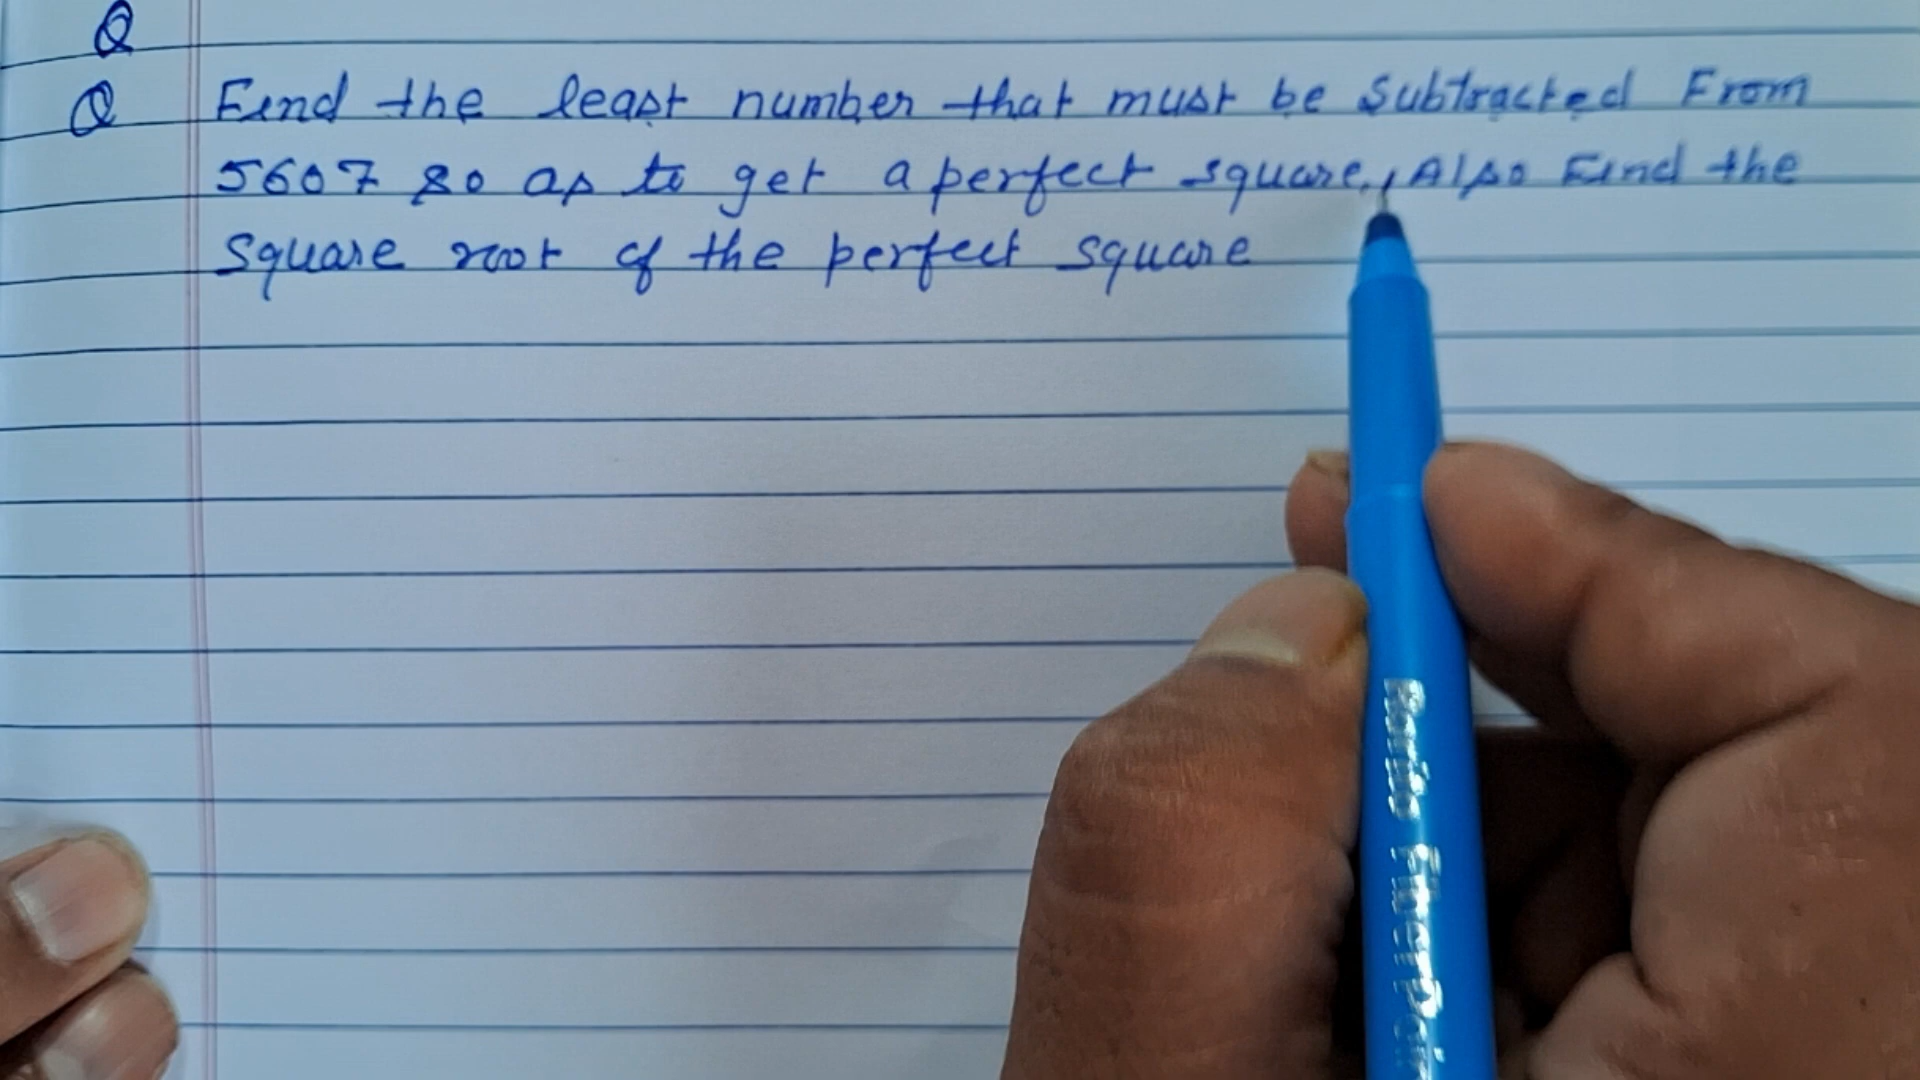 Q
Q Find the least number that must be subtracted From
5607 so as to get a perfect square, Also Find the
Square root of the perfect square